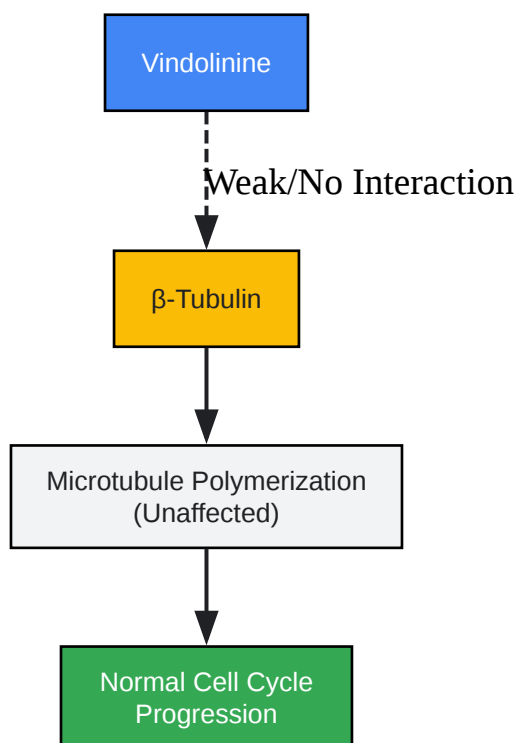 Vindolinine
Weak/No Interaction
β-Tubulin
Microtubule Polymerization
(Unaffected)
Normal Cell Cycle
Progression